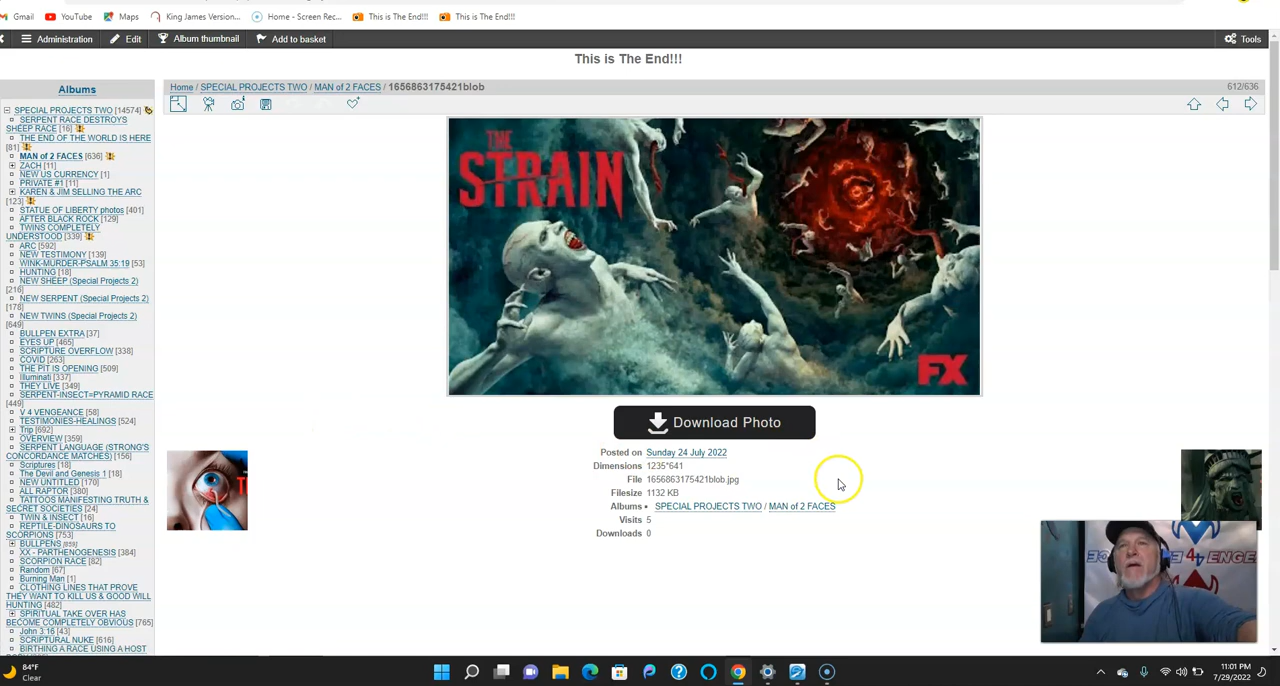 Gmail YouTube Maps King James Version... Home - Screen Rec... This is The End!!! This is The End!!!
Administration Edit Album thumbnail Add to basket Tools
This is The End!!!
Albums
Home / SPECIAL PROJECTS TWO / MAN of 2 FACES / 1656863175421blob 612/636
SPECIAL PROJECTS TWO [14574]
SERPENT RACE DESTROYS
SHEEP RACE [16]
THE END OF THE WORLD IS HERE
[81]
MAN of 2 FACES [636]
ZACH [11]
NEW US CURRENCY [1]
PRIVATE #1 [11]
KAREN & JIM SELLING THE ARC
[123]
STATUE OF LIBERTY photos [401]
AFTER BLACK ROCK [129]
TWINS COMPLETELY
UNDERSTOOD [339]
ARC [592]
NEW TESTIMONY [139]
WINK-MURDER-PSALM 35:19 [53]
HUNTING [18]
NEW SHEEP (Special Projects 2)
[216]
NEW SERPENT (Special Projects 2)
[178]
NEW TWINS (Special Projects 2)
[649]
BULLPEN EXTRA [37]
EYES UP [465]
SCRIPTURE OVERFLOW [338]
COVID [263]
THE PIT IS OPENING [509]
Illuminati [337]
THEY LIVE [349]
SERPENT-INSECT=PYRAMID RACE
[449]
V 4 VENGEANCE [58]
TESTIMONIES-HEALINGS [524]
Trip [692]
OVERVIEW [359]
SERPENT LANGUAGE (STRONG'S
CONCORDANCE MATCHES) [156]
Scriptures [18]
The Devil and Genesis 1 [18]
NEW UNTITLED [170]
ALL RAPTOR [380]
TATTOOS MANIFESTING TRUTH &
SECRET SOCIETIES [24]
TWIN & INSECT [16]
REPTILE-DINOSAURS TO
SCORPIONS [753]
BULLPENS [859]
XX - PARTHENOGENESIS [384]
SCORPION RACE [82]
Random [67]
Burning Man [1]
CLOTHING LINES THAT PROVE
THEY WANT TO KILL US & GOOD WILL
HUNTING [482]
SPIRITUAL TAKE OVER HAS
BECOME COMPLETELY OBVIOUS [765]
John 3:16 [43]
SCRIPTURAL NUKE [616]
BIRTHING A RACE USING A HOST
THE
STRAIN
FX
Download Photo
Posted on Sunday 24 July 2022
Dimensions 1235*641
File 1656863175421blob.jpg
Filesize 1132 KB
Albums SPECIAL PROJECTS TWO / MAN of 2 FACES
Visits 5
Downloads 0
84°F
Clear
11:01 PM
7/29/2022